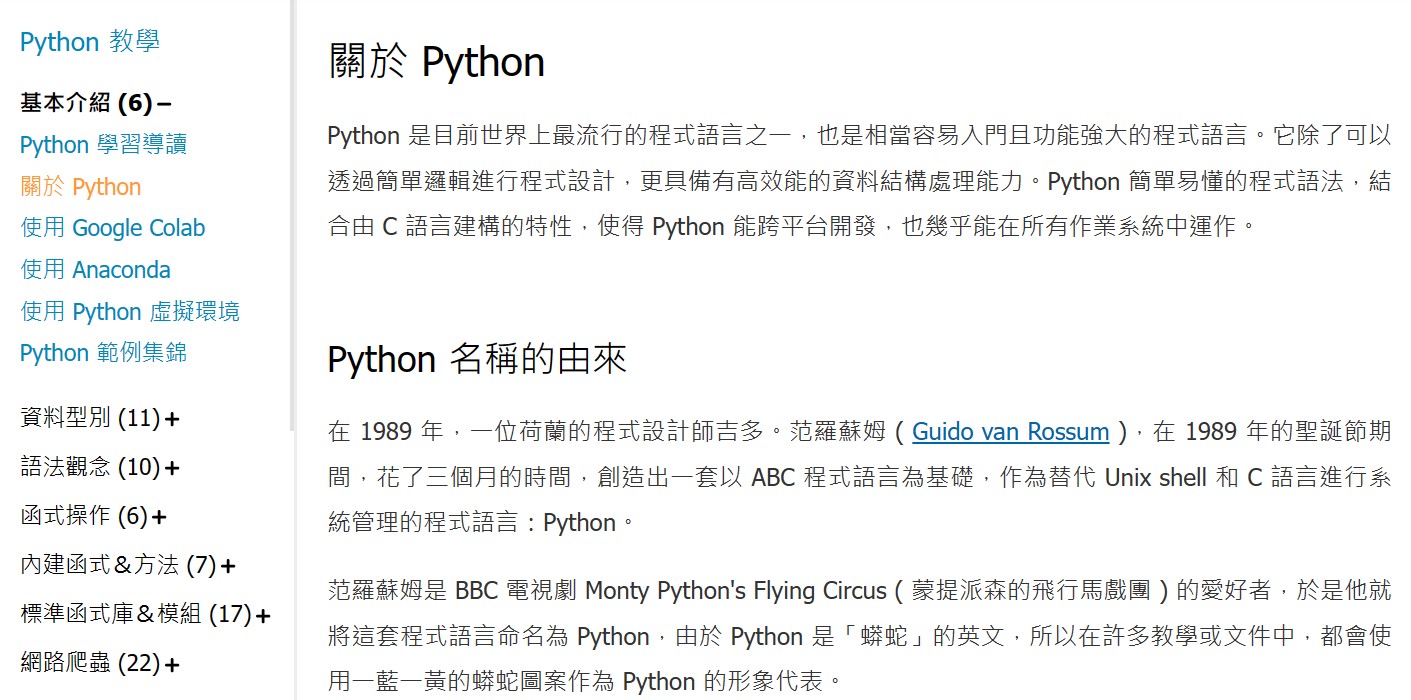 Python 教學
基本介紹 (6)−
Python 學習導讀
關於 Python
使用 Google Colab
使用 Anaconda
使用 Python 虛擬環境
Python 範例集錦
資料型別 (11)+
語法觀念 (10)+
函式操作 (6)+
內建函式＆方法 (7)+
標準函式庫＆模組 (17)+
網路爬蟲 (22)+
關於 Python
Python 是目前世界上最流行的程式語言之一，也是相當容易入門且功能強大的程式語言。它除了可以
透過簡單邏輯進行程式設計，更具備有高效能的資料結構處理能力。Python 簡單易懂的程式語法，結
合由 C 語言建構的特性，使得 Python 能跨平台開發，也幾乎能在所有作業系統中運作。
Python 名稱的由來
在 1989 年，一位荷蘭的程式設計師吉多。范羅蘇姆 ( Guido van Rossum )，在 1989 年的聖誕節期
間，花了三個月的時間，創造出一套以 ABC 程式語言為基礎，作為替代 Unix shell 和 C 語言進行系
統管理的程式語言：Python。
范羅蘇姆是 BBC 電視劇 Monty Python's Flying Circus ( 蒙提派森的飛行馬戲團 ) 的愛好者，於是他就
將這套程式語言命名為 Python，由於 Python 是「蟒蛇」的英文，所以在許多教學或文件中，都會使
用一藍一黃的蟒蛇圖案作為 Python 的形象代表。